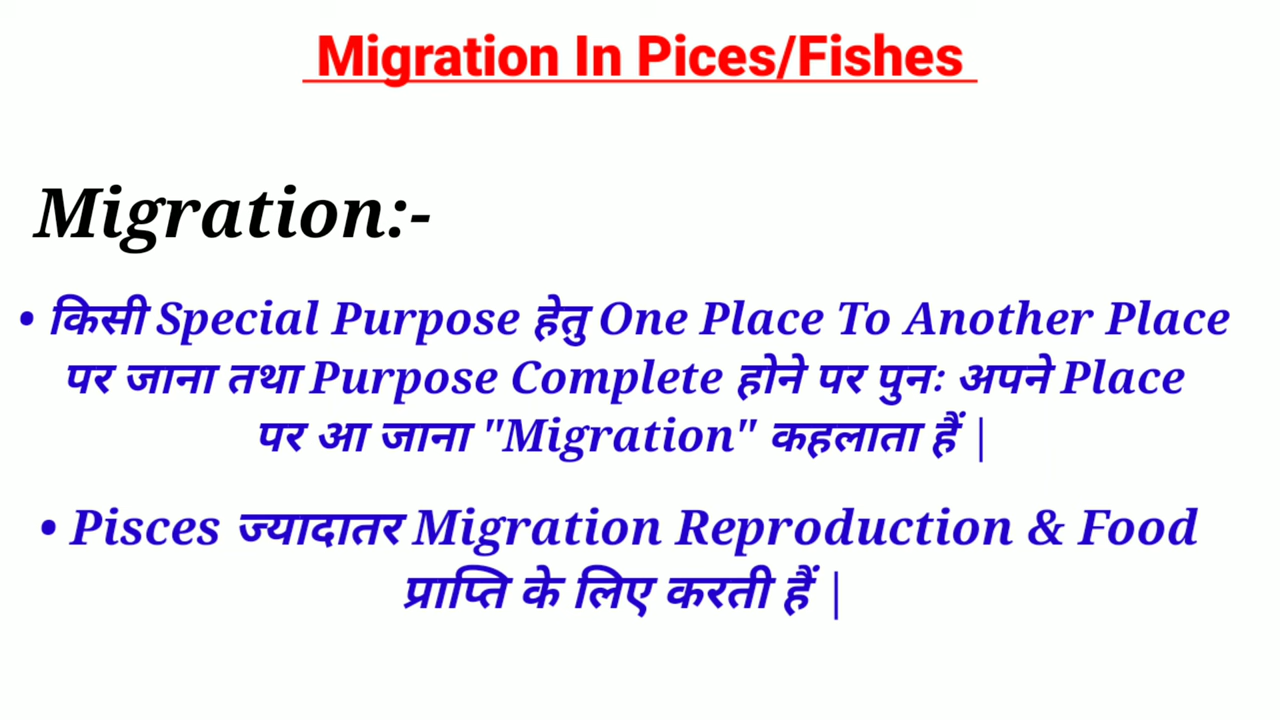 Migration In Pices/Fishes
Migration:-
• किसी Special Purpose हेतु One Place To Another Place
पर जाना तथा Purpose Complete होने पर पुनः अपने Place
पर आ जाना "Migration" कहलाता हैं |
• Pisces ज्यादातर Migration Reproduction & Food
प्राप्ति के लिए करती हैं |